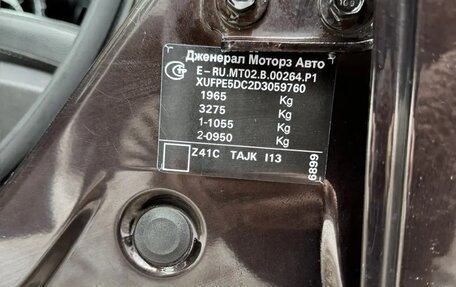 Дженерал Моторз Авто
E-RU.MT02.B.00264.P1
XUFPE5DC2D3059760
1965 Kg
3275 Kg
1-1055 Kg
2-0950 Kg
Z41C TAJK I13
6899